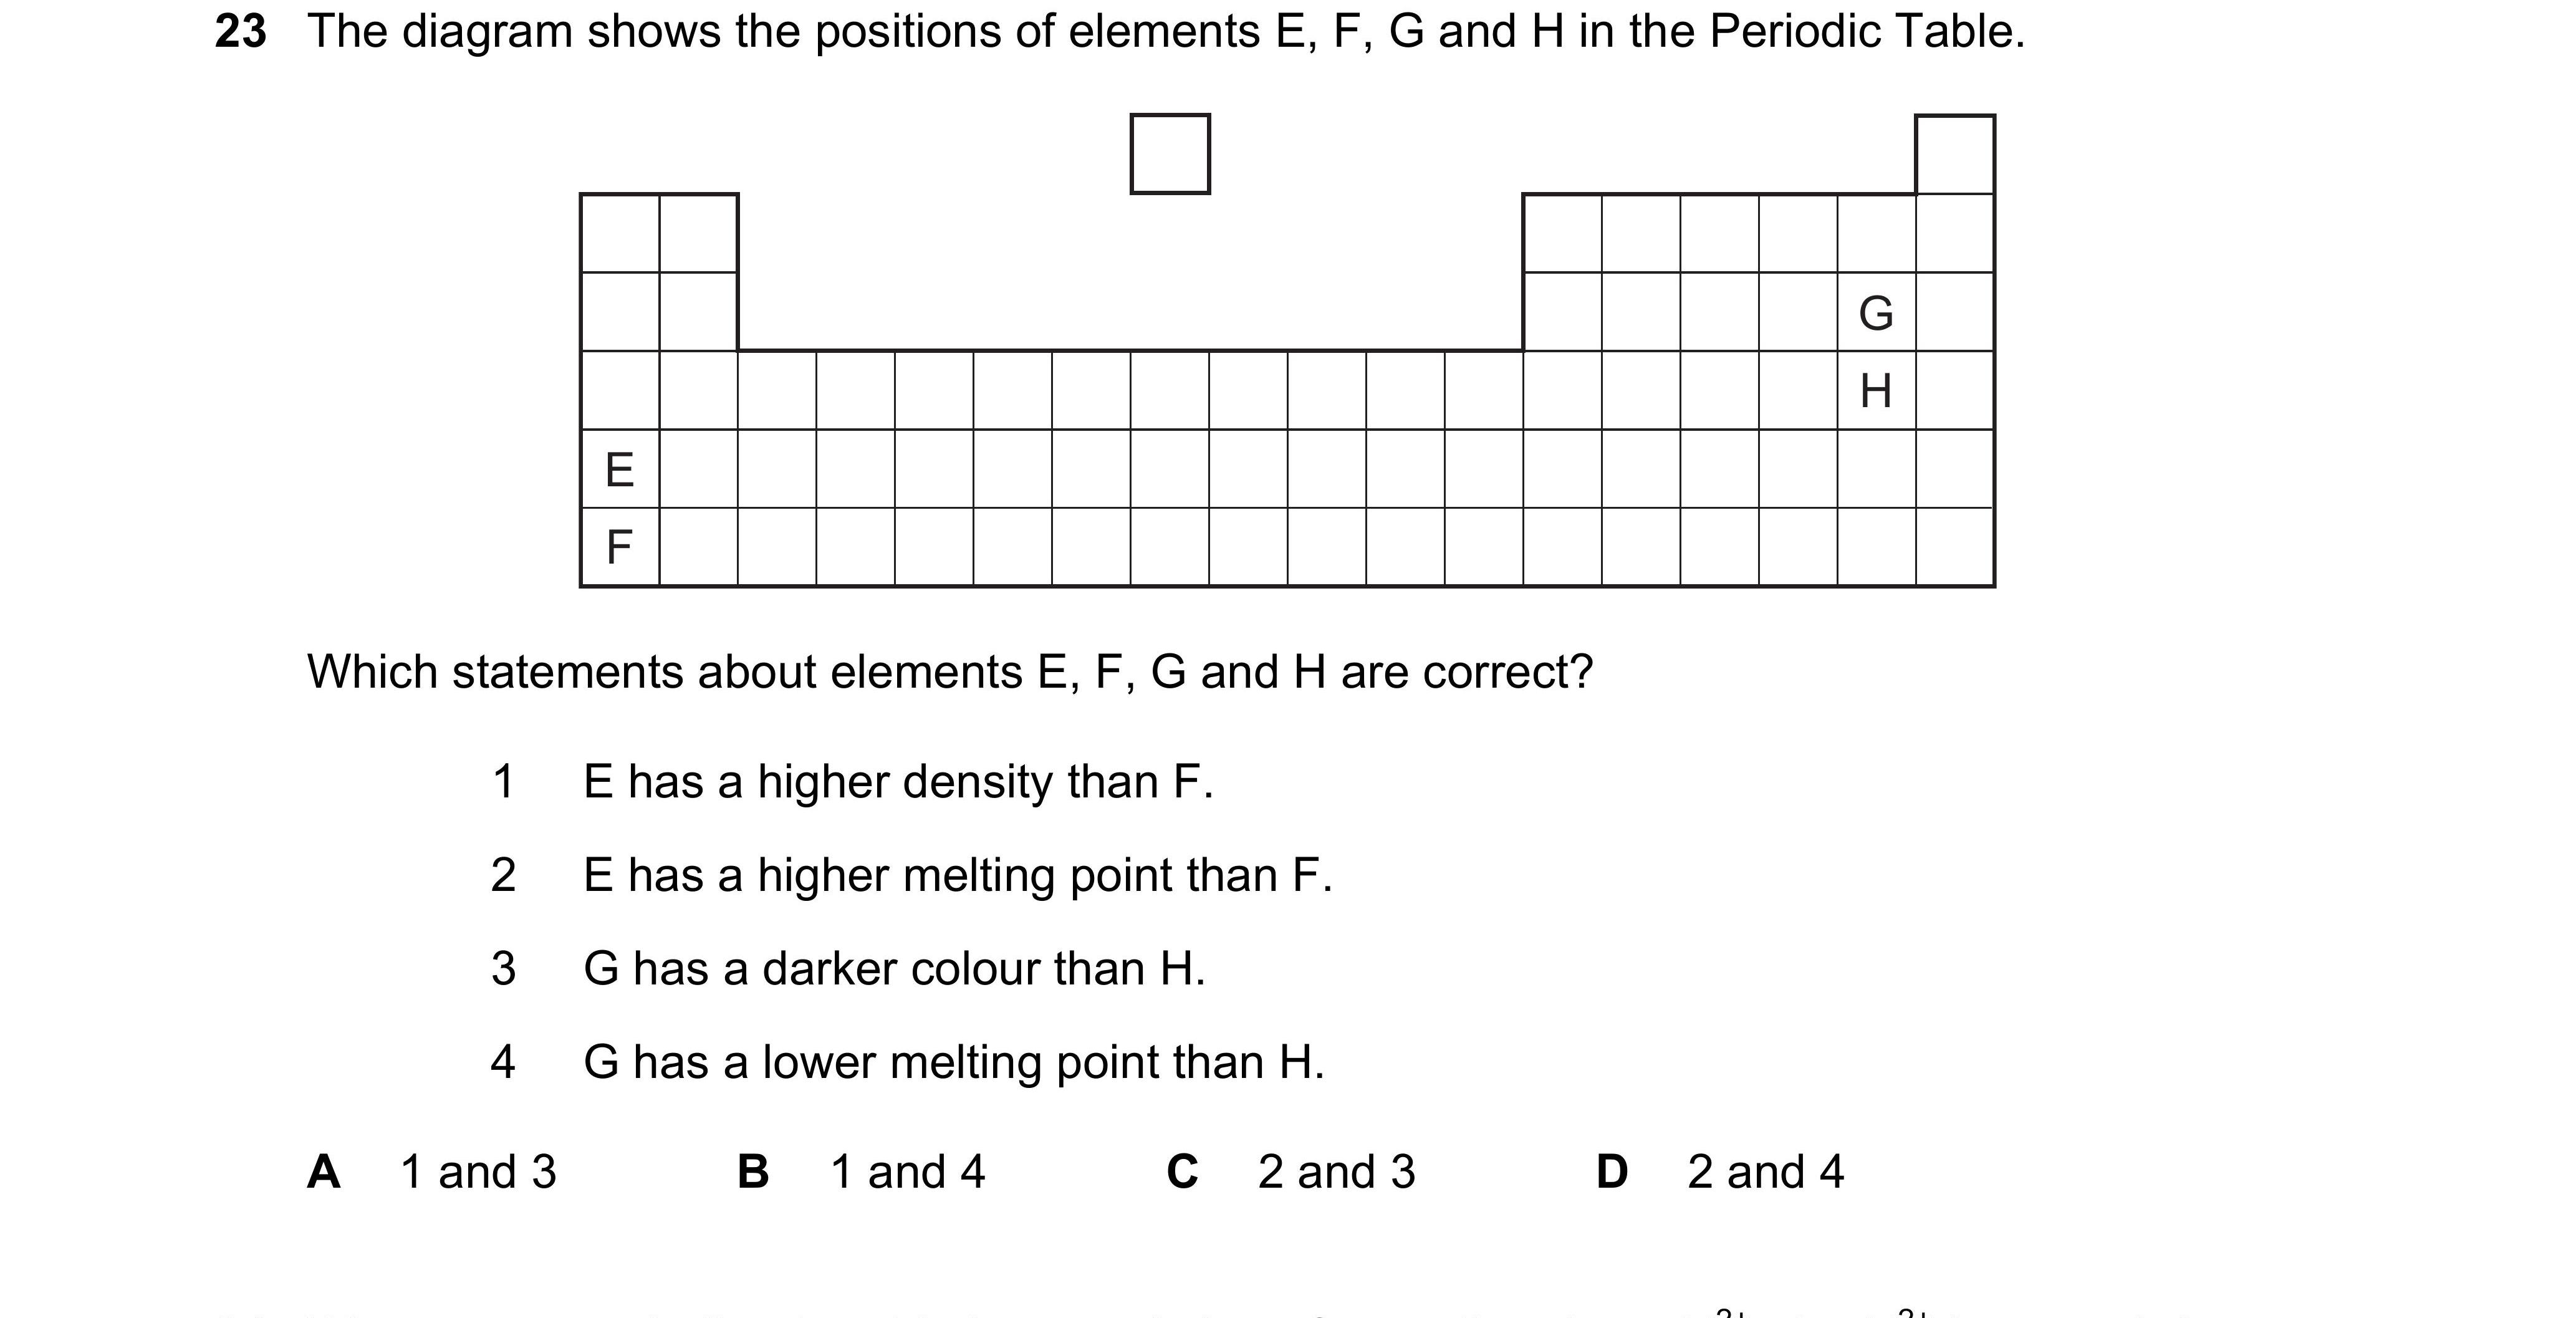 23 The diagram shows the positions of elements E, F, G and H in the Periodic Table.
G
H
E
F
Which statements about elements E, F, G and H are correct?
1 E has a higher density than F.
2 E has a higher melting point than F.
3 G has a darker colour than H.
4 G has a lower melting point than H.
A 1 and 3 B 1 and 4 C 2 and 3 D 2 and 4